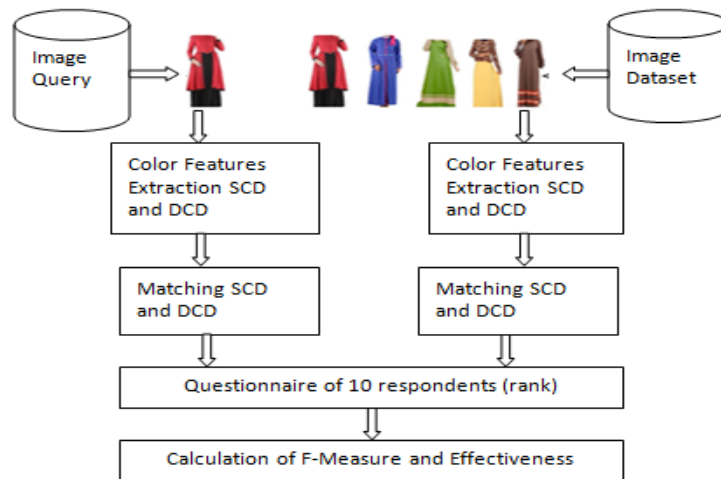 Image
Query
Image
Dataset
Color Features
Extraction SCD
and DCD
Color Features
Extraction SCD
and DCD
Matching SCD
and DCD
Matching SCD
and DCD
Questionnaire of 10 respondents (rank)
Calculation of F-Measure and Effectiveness